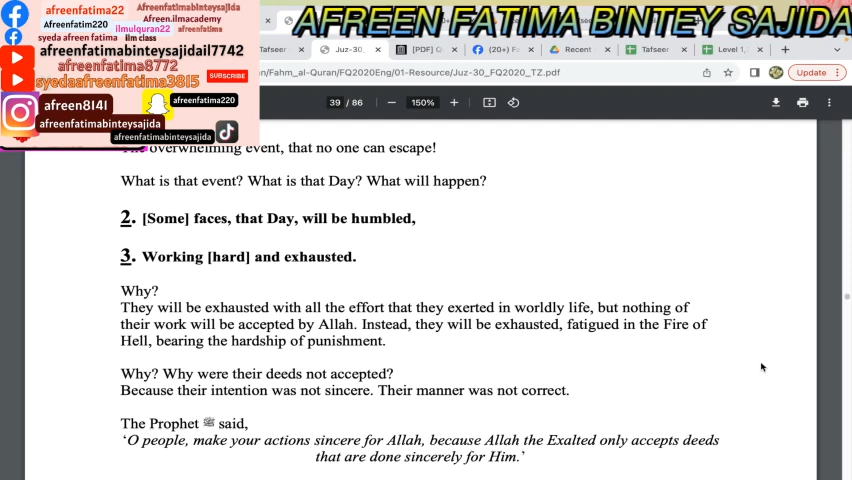 AFREEN FATIMA BINTEY SAJIDA
afreenfatima22
Afreen.ilmacademy
Afreenfatima220
ilmulquran22
afreenfatima
syeda afreen fatima
ilm class
afreenfatimabinteysajidail7742
afreenfatima8772
syedaafreenfatima3815
SUBSCRIBE
afreen8141
afreenfatima220
afreenfatimabinteysajida
afreenfatimabinteysajida
Tafseer
Juz-30,
[PDF] Q
(20+) Fa
Recent
Tafseer
Level 1,
an/Fahm_al-Quran/FQ2020Eng/01-Resource/Juz-30_FQ2020_TZ.pdf
Update
39 / 86
150%
The overwhelming event, that no one can escape!
What is that event? What is that Day? What will happen?
2. [Some] faces, that Day, will be humbled,
3. Working [hard] and exhausted.
Why?
They will be exhausted with all the effort that they exerted in worldly life, but nothing of
their work will be accepted by Allah. Instead, they will be exhausted, fatigued in the Fire of
Hell, bearing the hardship of punishment.
Why? Why were their deeds not accepted?
Because their intention was not sincere. Their manner was not correct.
The Prophet ﷺ said,
‘O people, make your actions sincere for Allah, because Allah the Exalted only accepts deeds
that are done sincerely for Him.’